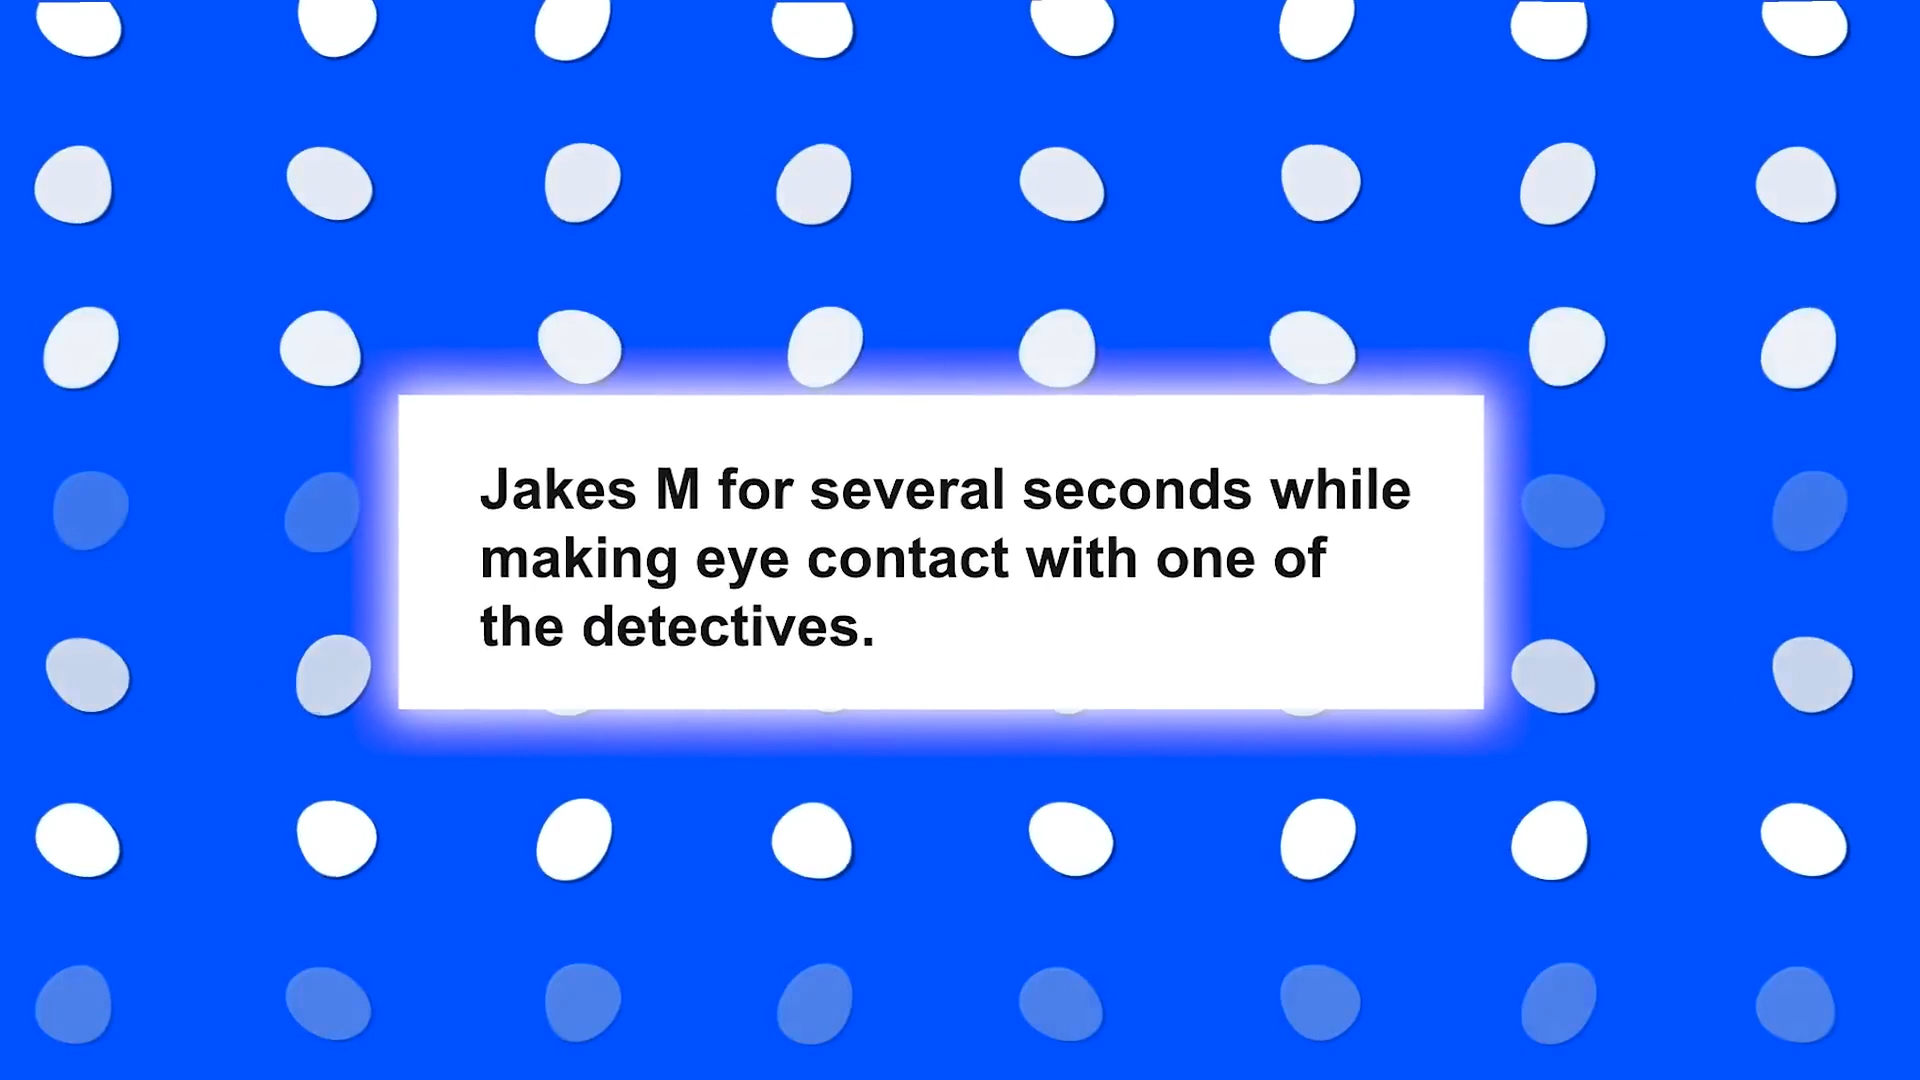 Jakes M for several seconds while
making eye contact with one of
the detectives.